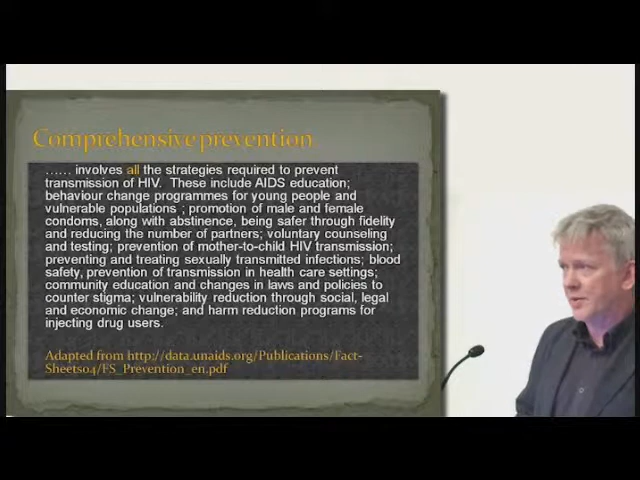 Comprehensive prevention
…… involves all the strategies required to prevent
transmission of HIV.  These include AIDS education;
behaviour change programmes for young people and
vulnerable populations ; promotion of male and female
condoms, along with abstinence, being safer through fidelity
and reducing the number of partners; voluntary counseling
and testing; prevention of mother-to-child HIV transmission;
preventing and treating sexually transmitted infections; blood
safety, prevention of transmission in health care settings;
community education and changes in laws and policies to
counter stigma; vulnerability reduction through social, legal
and economic change; and harm reduction programs for
injecting drug users.
Adapted from http://data.unaids.org/Publications/Fact-
Sheets04/FS_Prevention_en.pdf